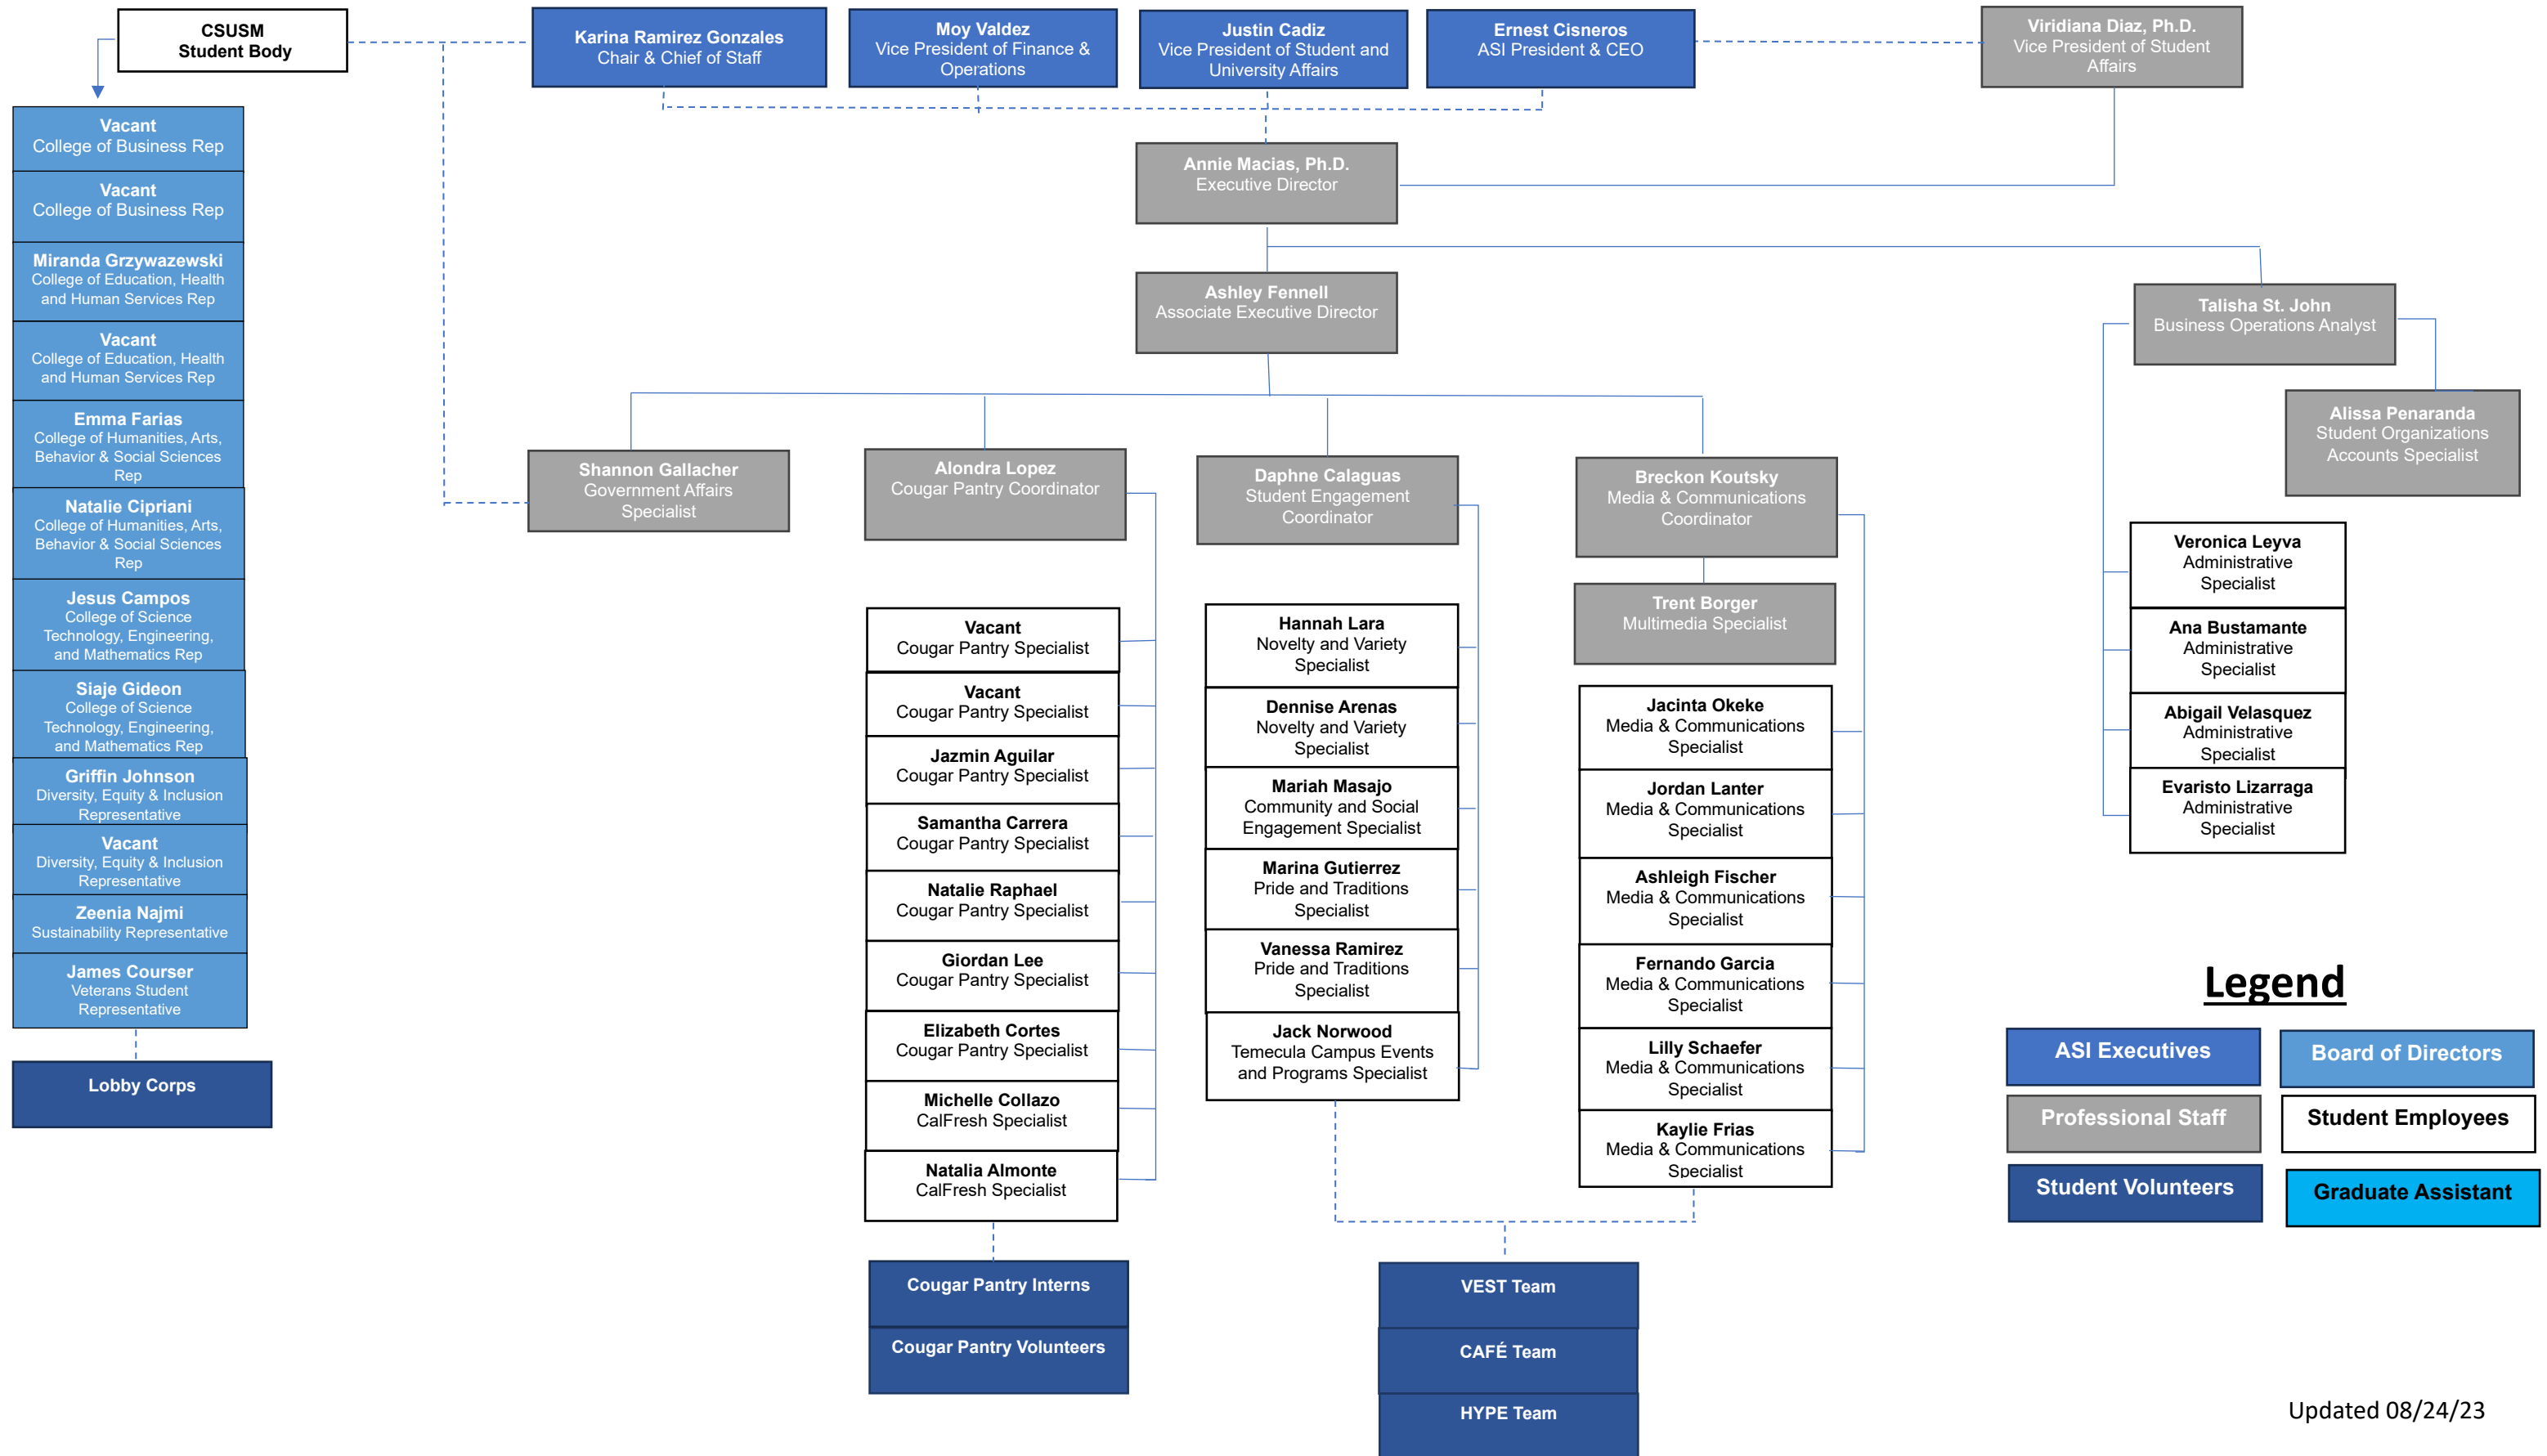 CSUSM
Student Body
Karina Ramirez Gonzales
Chair & Chief of Staff
Moy Valdez
Vice President of Finance &
Operations
Justin Cadiz
Vice President of Student and
University Affairs
Ernest Cisneros
ASI President & CEO
Viridiana Diaz, Ph.D.
Vice President of Student
Affairs
Vacant
College of Business Rep
Vacant
College of Business Rep
Miranda Grzywazewski
College of Education, Health
and Human Services Rep
Vacant
College of Education, Health
and Human Services Rep
Emma Farias
College of Humanities, Arts,
Behavior & Social Sciences
Rep
Natalie Cipriani
College of Humanities, Arts,
Behavior & Social Sciences
Rep
Jesus Campos
College of Science
Technology, Engineering,
and Mathematics Rep
Siaje Gideon
College of Science
Technology, Engineering,
and Mathematics Rep
Griffin Johnson
Diversity, Equity & Inclusion
Representative
Vacant
Diversity, Equity & Inclusion
Representative
Zeenia Najmi
Sustainability Representative
James Courser
Veterans Student
Representative
Lobby Corps
Annie Macias, Ph.D.
Executive Director
Ashley Fennell
Associate Executive Director
Talisha St. John
Business Operations Analyst
Alissa Penaranda
Student Organizations
Accounts Specialist
Shannon Gallacher
Government Affairs
Specialist
Alondra Lopez
Cougar Pantry Coordinator
Daphne Calaguas
Student Engagement
Coordinator
Breckon Koutsky
Media & Communications
Coordinator
Trent Borger
Multimedia Specialist
Vacant
Cougar Pantry Specialist
Vacant
Cougar Pantry Specialist
Jazmin Aguilar
Cougar Pantry Specialist
Samantha Carrera
Cougar Pantry Specialist
Natalie Raphael
Cougar Pantry Specialist
Giordan Lee
Cougar Pantry Specialist
Elizabeth Cortes
Cougar Pantry Specialist
Michelle Collazo
CalFresh Specialist
Natalia Almonte
CalFresh Specialist
Cougar Pantry Interns
Cougar Pantry Volunteers
Hannah Lara
Novelty and Variety
Specialist
Dennise Arenas
Novelty and Variety
Specialist
Mariah Masajo
Community and Social
Engagement Specialist
Marina Gutierrez
Pride and Traditions
Specialist
Vanessa Ramirez
Pride and Traditions
Specialist
Jack Norwood
Temecula Campus Events
and Programs Specialist
Jacinta Okeke
Media & Communications
Specialist
Jordan Lanter
Media & Communications
Specialist
Ashleigh Fischer
Media & Communications
Specialist
Fernando Garcia
Media & Communications
Specialist
Lilly Schaefer
Media & Communications
Specialist
Kaylie Frias
Media & Communications
Specialist
VEST Team
CAFÉ Team
HYPE Team
Veronica Leyva
Administrative
Specialist
Ana Bustamante
Administrative
Specialist
Abigail Velasquez
Administrative
Specialist
Evaristo Lizarraga
Administrative
Specialist
Legend
ASI Executives
Board of Directors
Professional Staff
Student Employees
Student Volunteers
Graduate Assistant
Updated 08/24/23